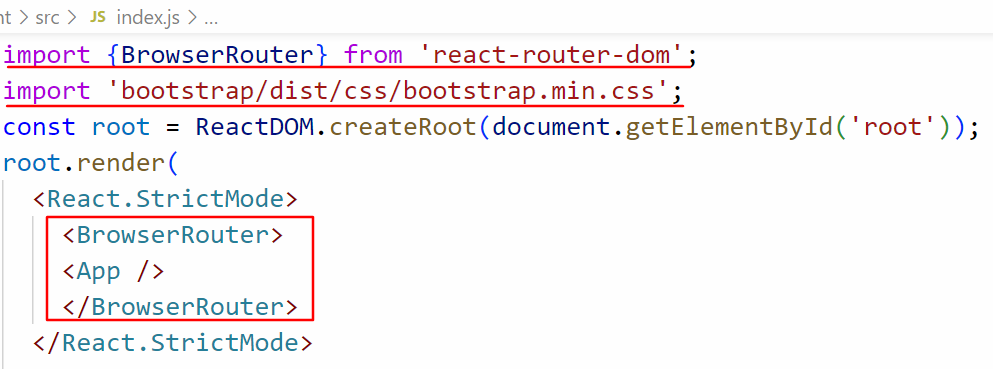 nt > src > JS index.js > ...
import {BrowserRouter} from 'react-router-dom';
import 'bootstrap/dist/css/bootstrap.min.css';
const root = ReactDOM.createRoot(document.getElementById('root'));
root.render(
<React.StrictMode>
<BrowserRouter>
<App />
</BrowserRouter>
</React.StrictMode>